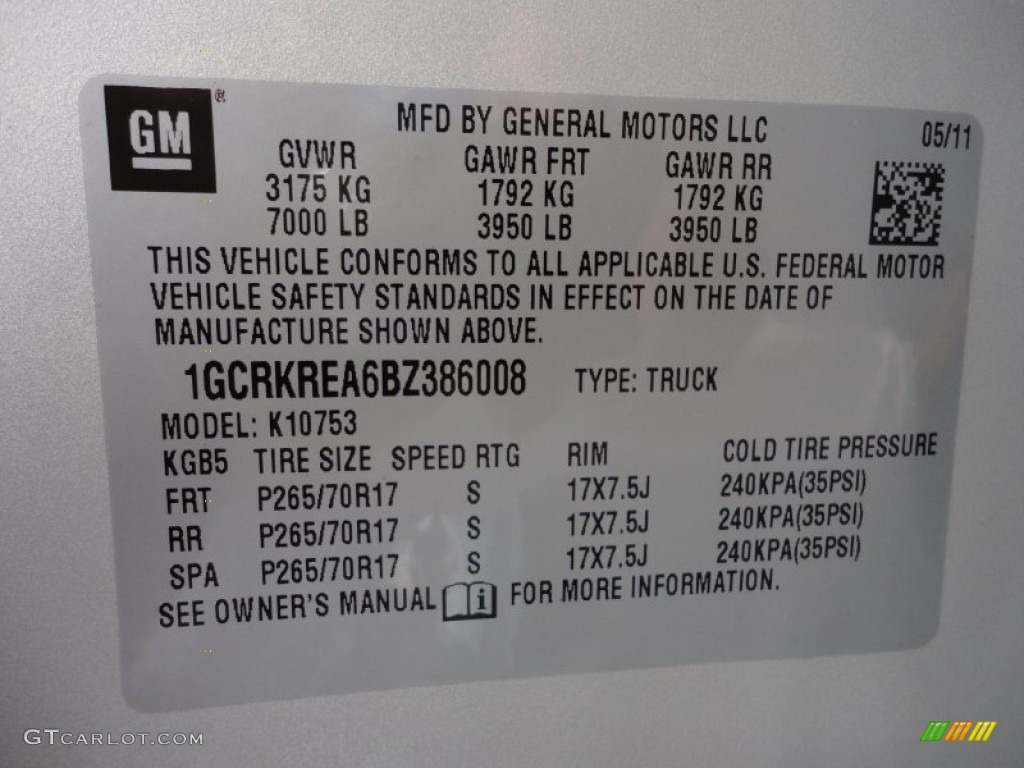 GM ®
MFD BY GENERAL MOTORS LLC 05/11
GVWR GAWR FRT GAWR RR
3175 KG 1792 KG 1792 KG
7000 LB 3950 LB 3950 LB
THIS VEHICLE CONFORMS TO ALL APPLICABLE U.S. FEDERAL MOTOR
VEHICLE SAFETY STANDARDS IN EFFECT ON THE DATE OF
MANUFACTURE SHOWN ABOVE.
1GCRKREA6BZ386008 TYPE: TRUCK
MODEL: K10753
KGB5 TIRE SIZE SPEED RTG RIM COLD TIRE PRESSURE
FRT P265/70R17 S 17X7.5J 240KPA(35PSI)
RR P265/70R17 S 17X7.5J 240KPA(35PSI)
SPA P265/70R17 S 17X7.5J 240KPA(35PSI)
SEE OWNER'S MANUAL i FOR MORE INFORMATION.
GTCARLOT.COM